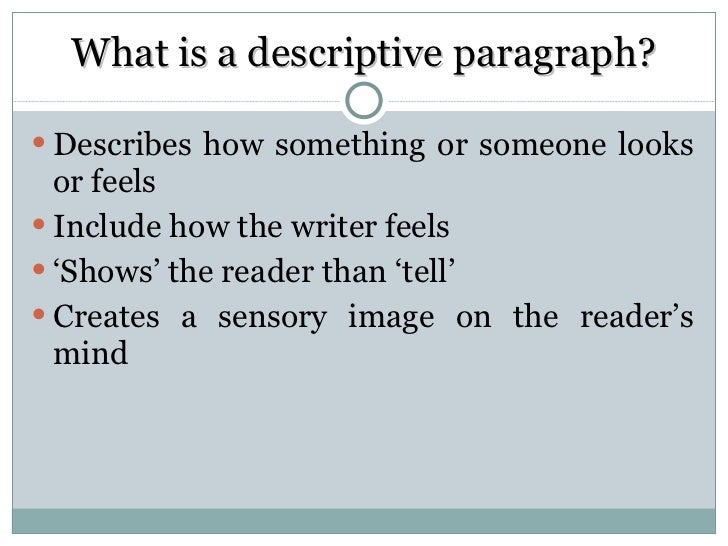 What is a descriptive paragraph?
• Describes how something or someone looks
or feels
• Include how the writer feels
• ‘Shows’ the reader than ‘tell’
• Creates a sensory image on the reader’s
mind